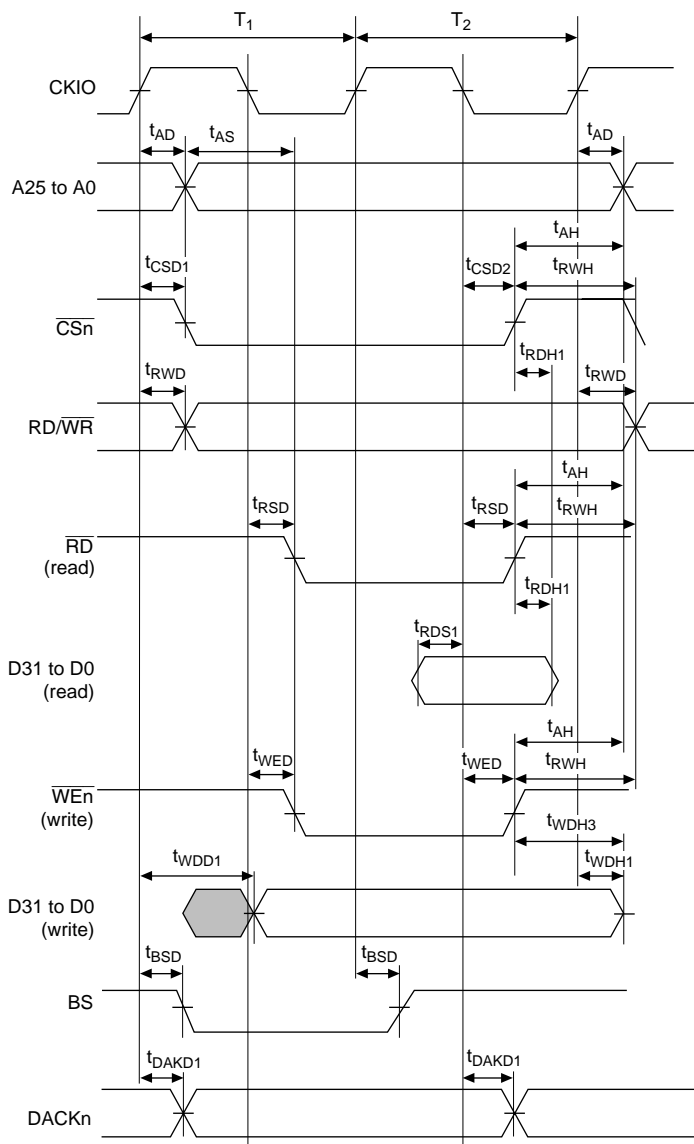 T1 T2
CKIO
tAD tAS tAD
A25 to A0
tAH
tCSD1 tCSD2 tRWH
CSn
tRDH1
tRWD tRWD
RD/WR
tAH
tRSD tRSD tRWH
RD
(read)
tRDH1
tRDS1
D31 to D0
(read)
tAH
tWED tWED tRWH
WEn
(write)
tWDH3
tWDD1 tWDH1
D31 to D0
(write)
tBSD tBSD
BS
tDAKD1 tDAKD1
DACKn